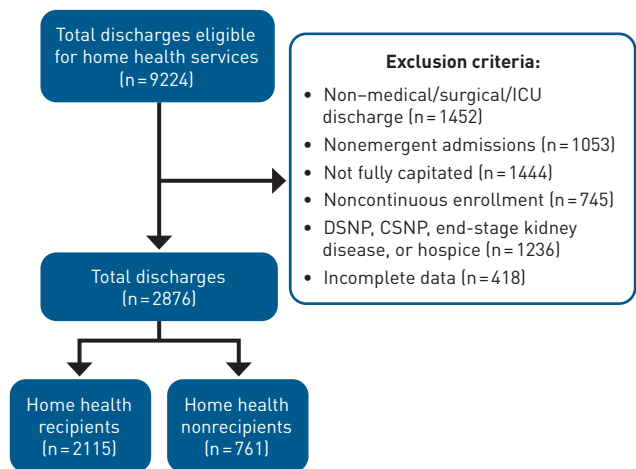 Total discharges eligible
for home health services
(n=9224)
Exclusion criteria:
• Non–medical/surgical/ICU
discharge (n=1452)
• Nonemergent admissions (n=1053)
• Not fully capitated (n=1444)
• Noncontinuous enrollment (n=745)
• DSNP, CSNP, end-stage kidney
disease, or hospice (n=1236)
• Incomplete data (n=418)
Total discharges
(n=2876)
Home health
recipients
(n=2115)
Home health
nonrecipients
(n=761)